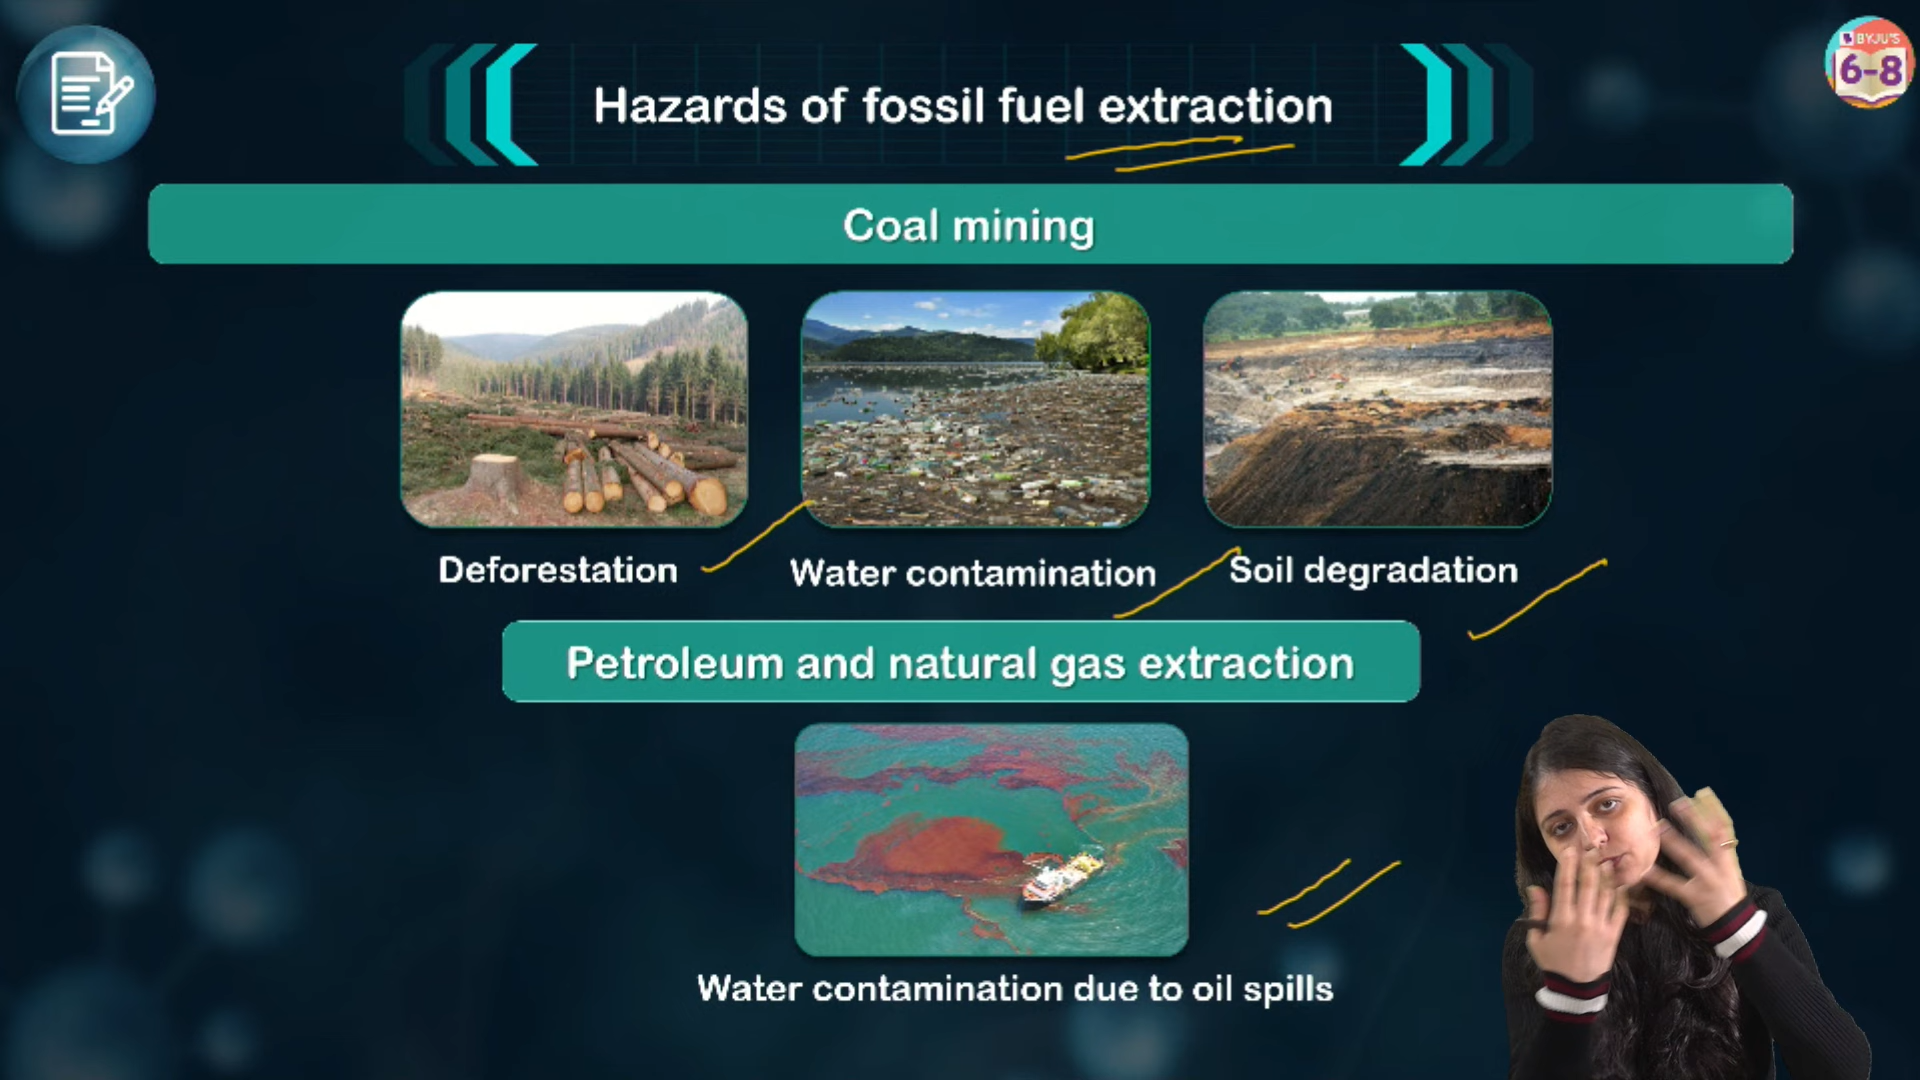 BYJU'S
6-8
Hazards of fossil fuel extraction
Coal mining
Deforestation
Water contamination
Soil degradation
Petroleum and natural gas extraction
Water contamination due to oil spills